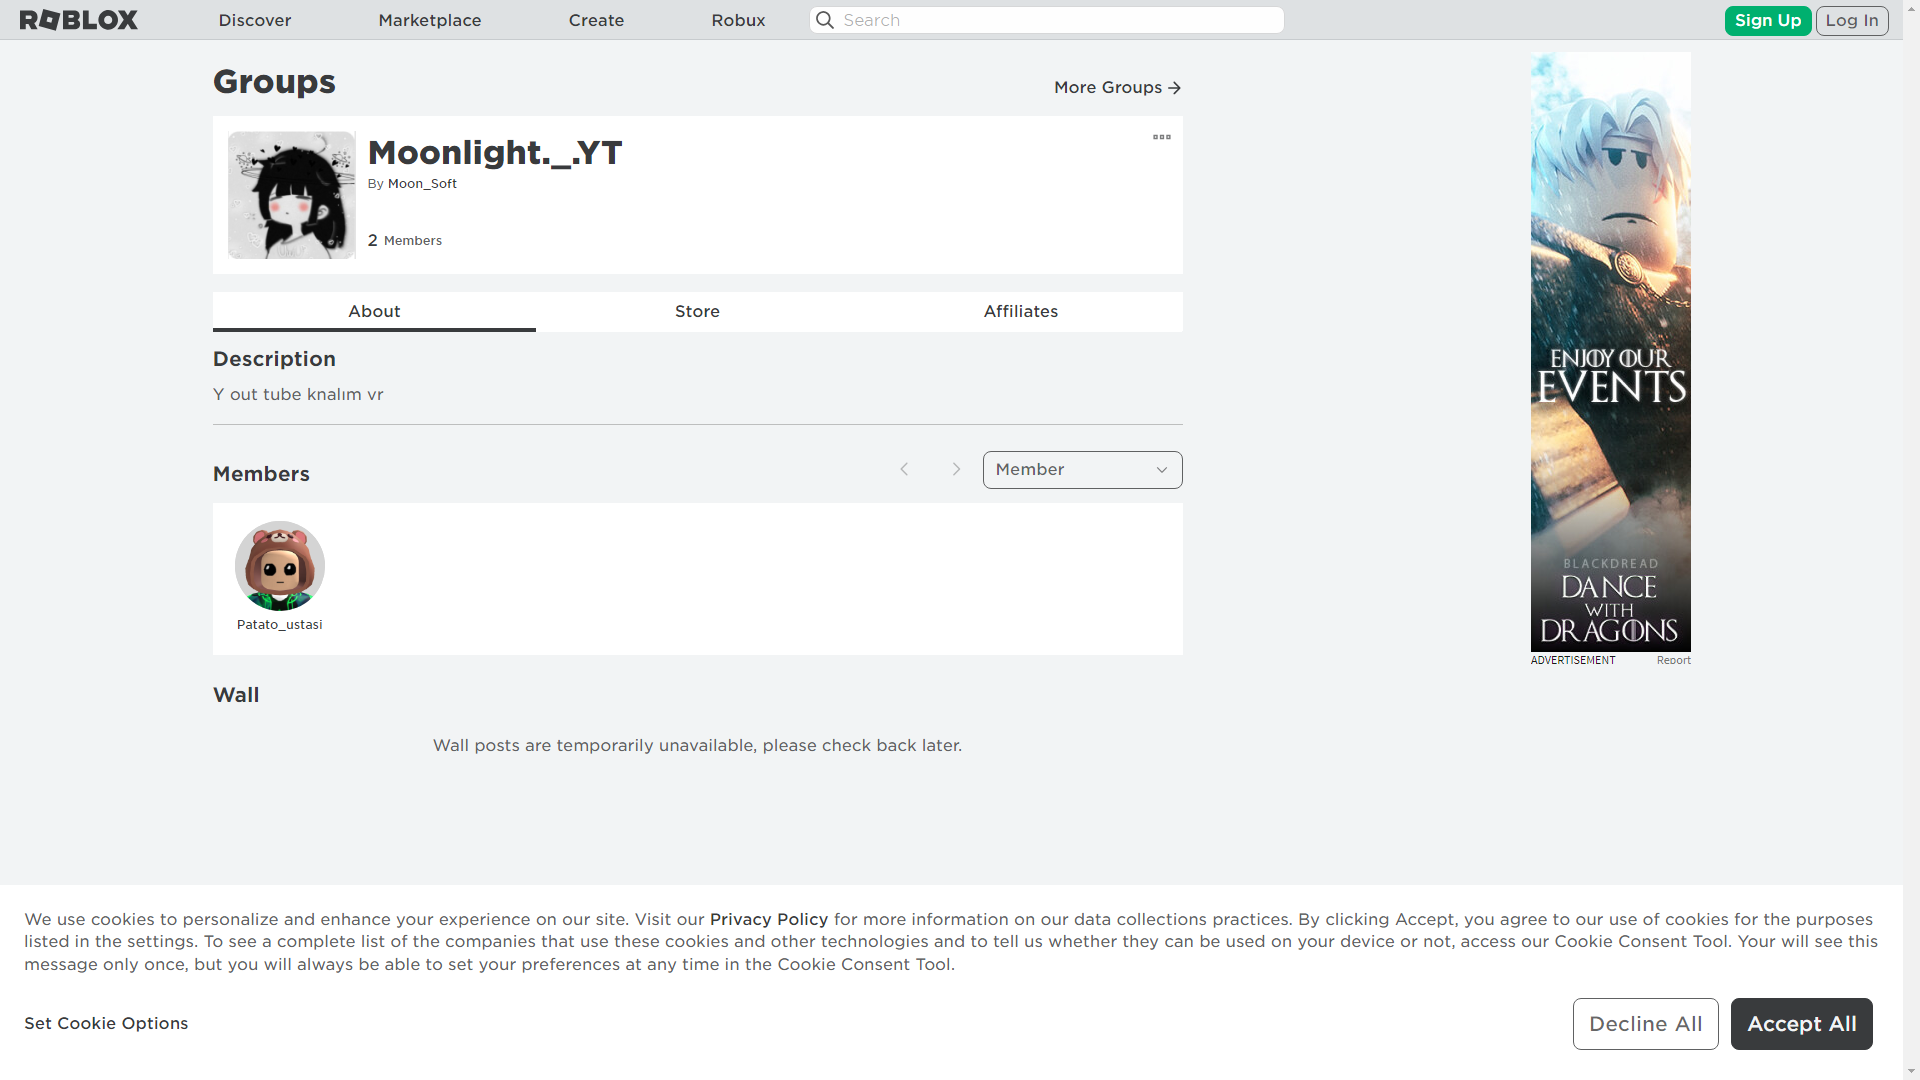 ROBLOX
Discover
Marketplace
Create
Robux
Search
Sign Up
Log In
Groups
More Groups
Moonlight._.YT
By Moon_Soft
2 Members
About
Store
Affiliates
Description
Y out tube knalım vr
Members
Member
Patato_ustasi
Wall
Wall posts are temporarily unavailable, please check back later.
ENJOY OUR
EVENTS
BLACKDREAD
DANCE
WITH
DRAGONS
ADVERTISEMENT
Report
We use cookies to personalize and enhance your experience on our site. Visit our Privacy Policy for more information on our data collections practices. By clicking Accept, you agree to our use of cookies for the purposes
listed in the settings. To see a complete list of the companies that use these cookies and other technologies and to tell us whether they can be used on your device or not, access our Cookie Consent Tool. Your will see this
message only once, but you will always be able to set your preferences at any time in the Cookie Consent Tool.
Set Cookie Options
Decline All
Accept All